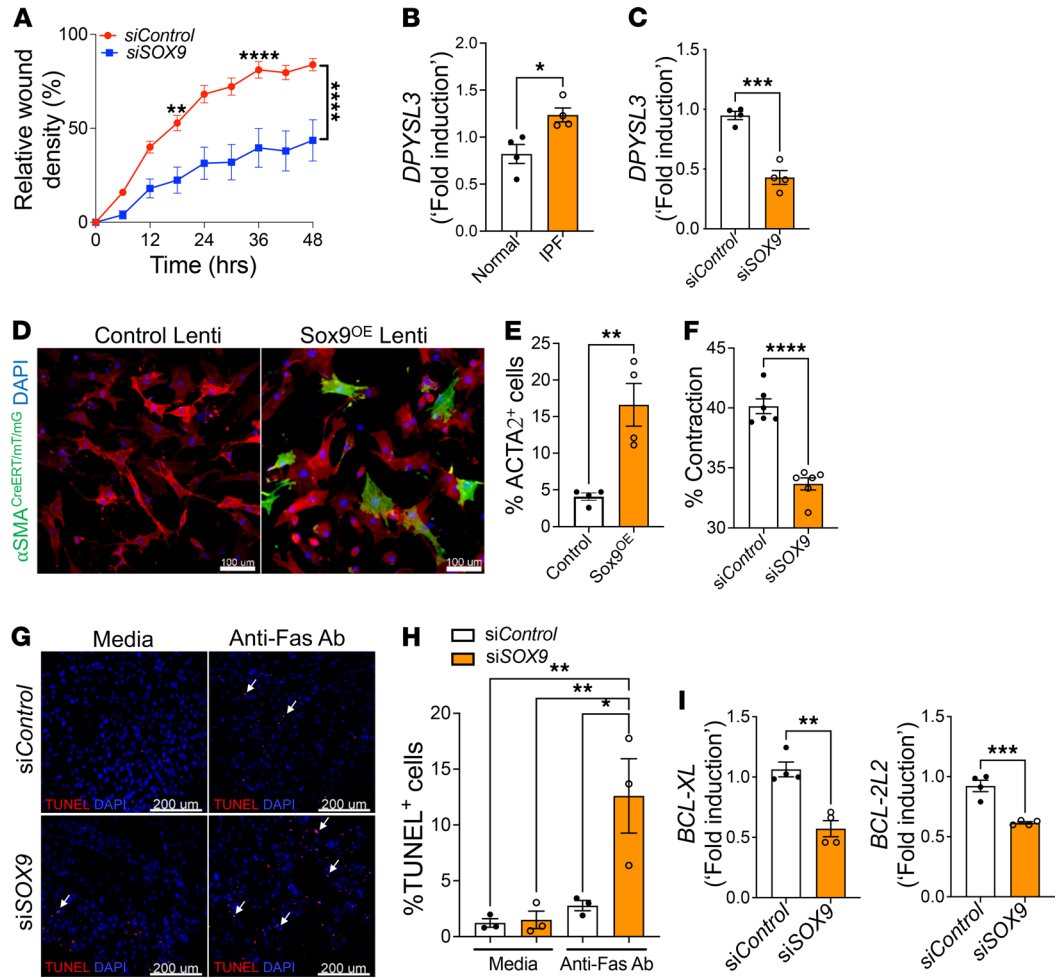 A
siControl
siSOX9
Relative wound
density (%)
100
50
0
0
12
24
36
48
Time (hrs)
**
****
****
B
DPYSL3
('Fold induction')
2.0
1.5
1.0
0.5
0.0
*
Normal
IPF
C
DPYSL3
('Fold induction')
1.5
1.0
0.5
0.0
***
siControl
siSOX9
D
Control Lenti
Sox9OE Lenti
αSMACreERT/mT/mG DAPI
100 um
100 um
E
% ACTA2+ cells
25
20
15
10
5
0
**
Control
Sox9OE
F
% Contraction
45
40
35
30
****
siControl
siSOX9
G
Media
Anti-Fas Ab
siControl
siSOX9
TUNEL DAPI
200 um
TUNEL DAPI
200 um
TUNEL DAPI
200 um
TUNEL DAPI
200 um
H
siControl
siSOX9
%TUNEL+ cells
20
15
10
5
0
**
**
*
Media
Anti-Fas Ab
I
BCL-XL
('Fold induction')
1.5
1.0
0.5
0.0
**
siControl
siSOX9
BCL-2L2
('Fold induction')
1.5
1.0
0.5
0.0
***
siControl
siSOX9